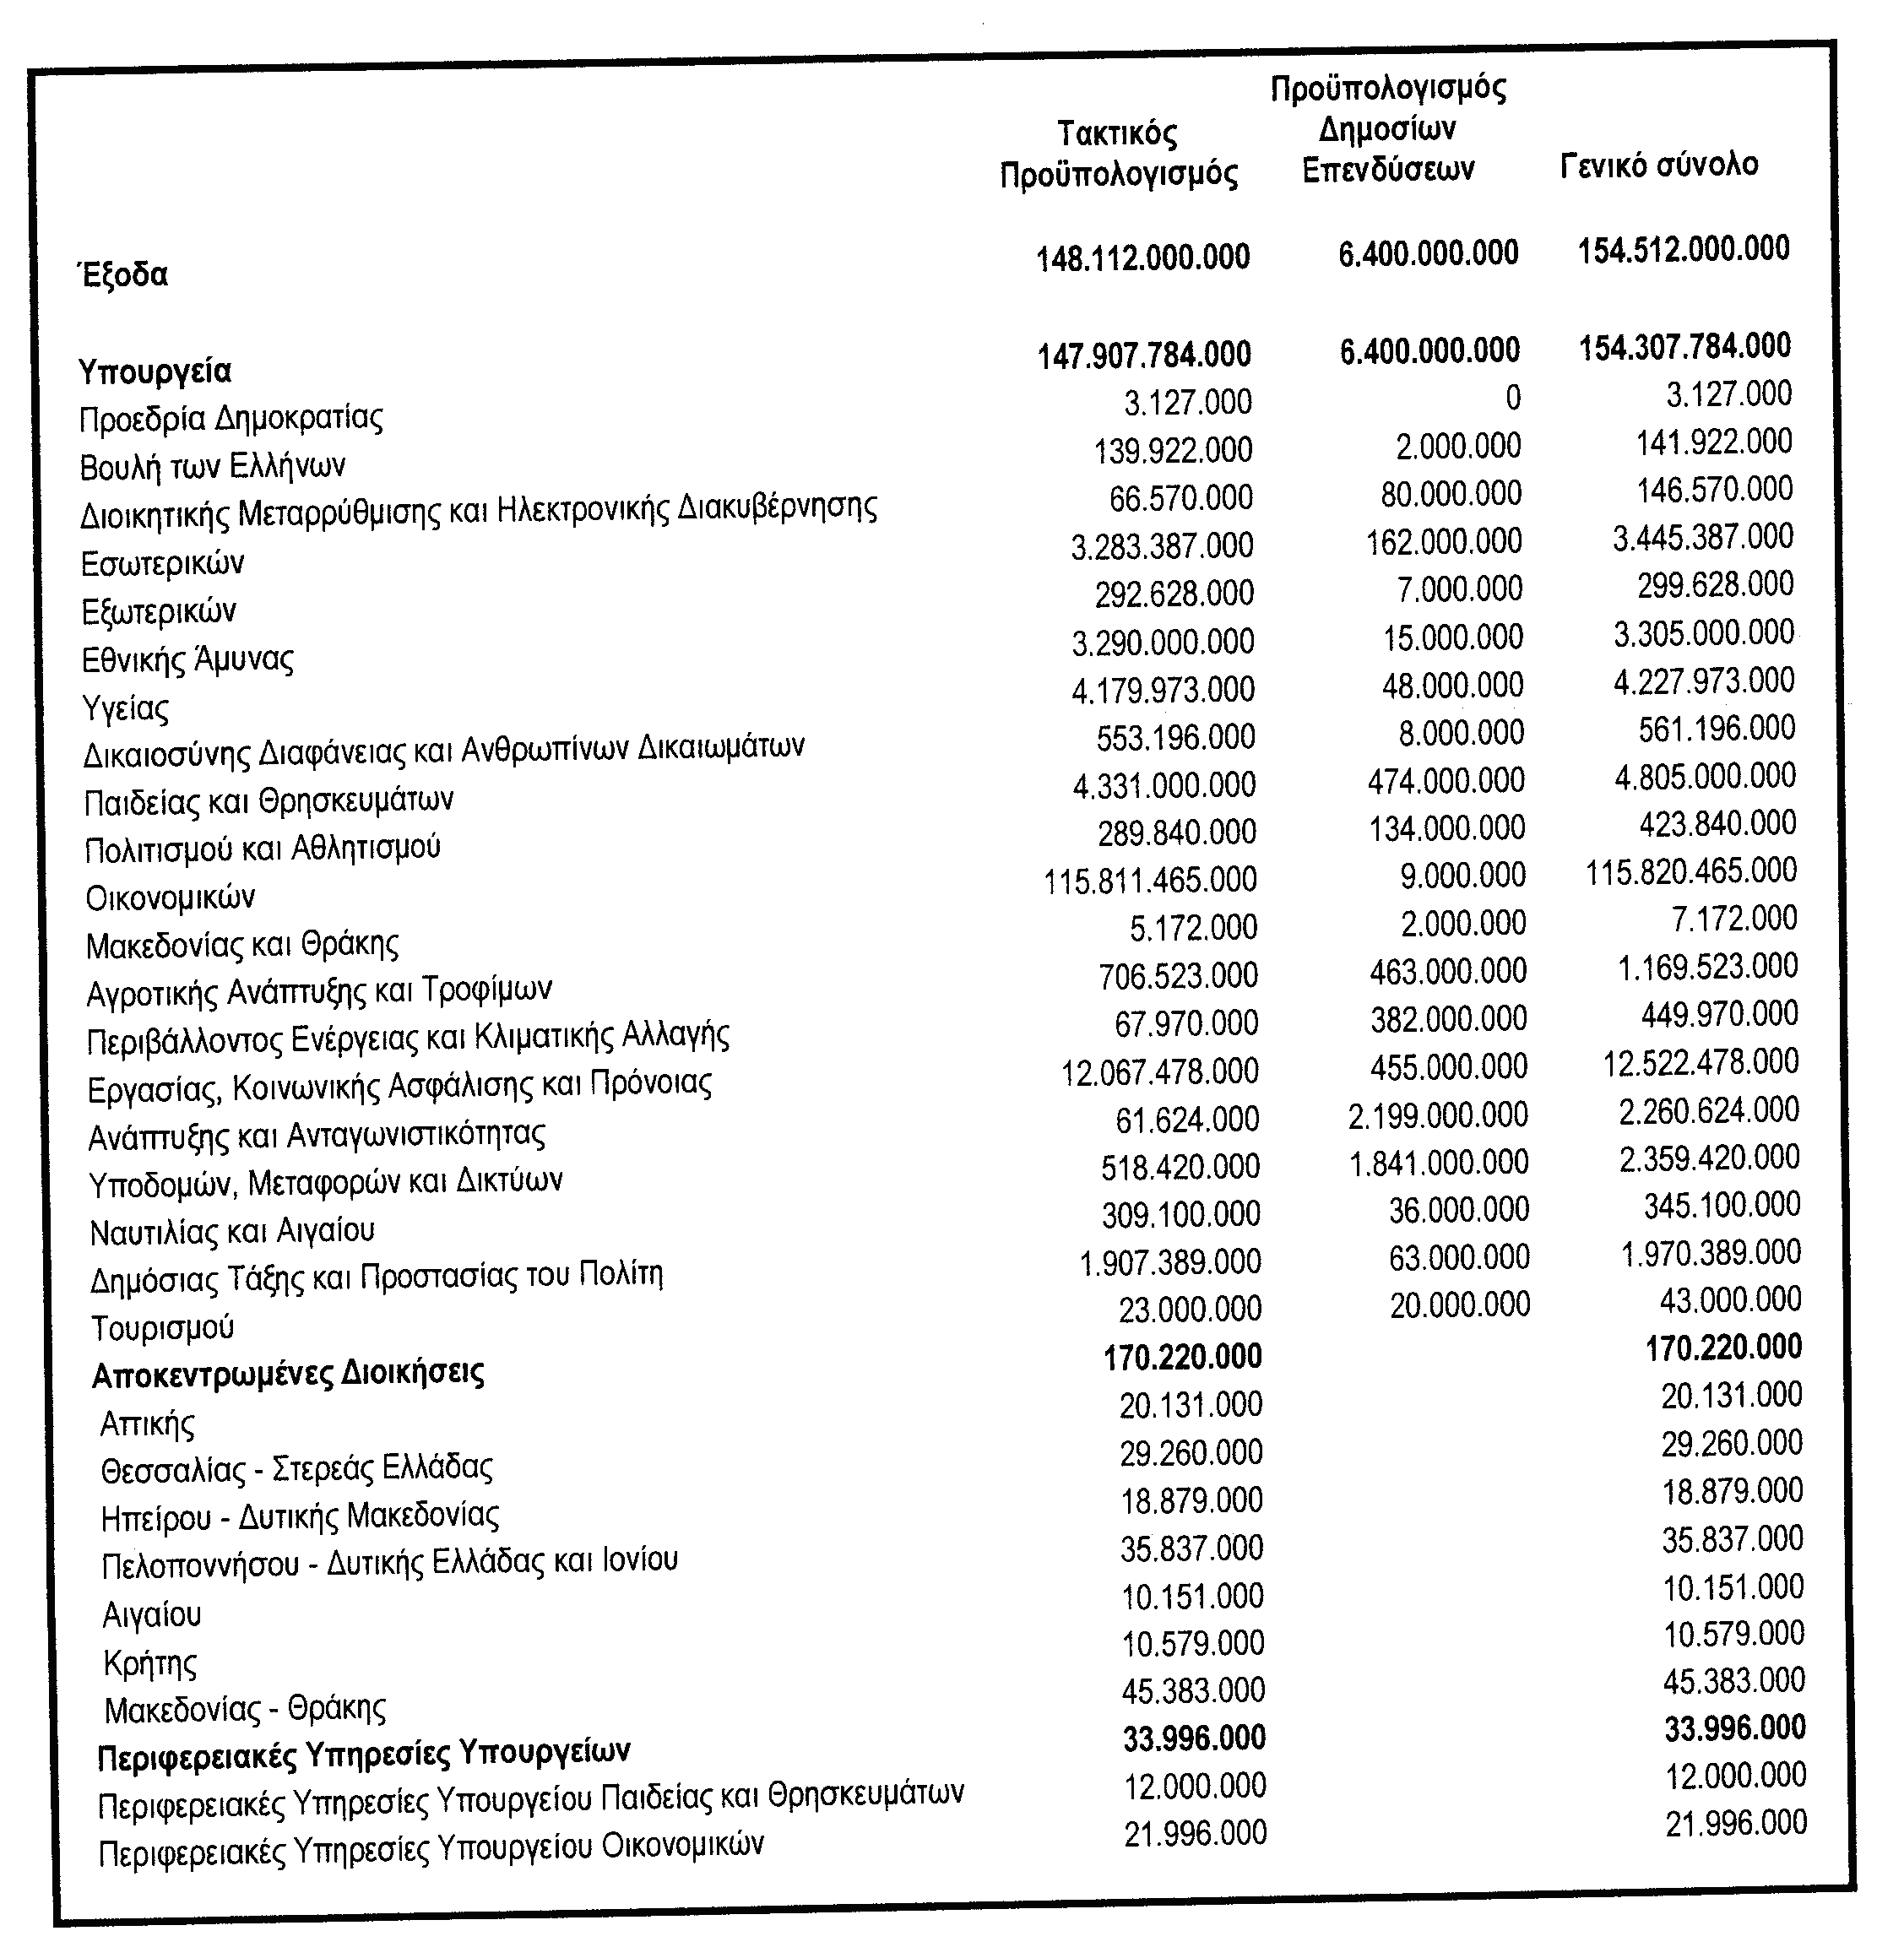 Προϋπολογισμός
Τακτικός Δημοσίων
Προϋπολογισμός Επενδύσεων Γενικό σύνολο
Έξοδα 148.112.000.000 6.400.000.000 154.512.000.000
Υπουργεία 147.907.784.000 6.400.000.000 154.307.784.000
Προεδρία Δημοκρατίας 3.127.000 0 3.127.000
Βουλή των Ελλήνων 139.922.000 2.000.000 141.922.000
Διοικητικής Μεταρρύθμισης και Ηλεκτρονικής Διακυβέρνησης 66.570.000 80.000.000 146.570.000
Εσωτερικών 3.283.387.000 162.000.000 3.445.387.000
Εξωτερικών 292.628.000 7.000.000 299.628.000
Εθνικής Άμυνας 3.290.000.000 15.000.000 3.305.000.000
Υγείας 4.179.973.000 48.000.000 4.227.973.000
Δικαιοσύνης Διαφάνειας και Ανθρωπίνων Δικαιωμάτων 553.196.000 8.000.000 561.196.000
Παιδείας και Θρησκευμάτων 4.331.000.000 474.000.000 4.805.000.000
Πολιτισμού και Αθλητισμού 289.840.000 134.000.000 423.840.000
Οικονομικών 115.811.465.000 9.000.000 115.820.465.000
Μακεδονίας και Θράκης 5.172.000 2.000.000 7.172.000
Αγροτικής Ανάπτυξης και Τροφίμων 706.523.000 463.000.000 1.169.523.000
Περιβάλλοντος Ενέργειας και Κλιματικής Αλλαγής 67.970.000 382.000.000 449.970.000
Εργασίας, Κοινωνικής Ασφάλισης και Πρόνοιας 12.067.478.000 455.000.000 12.522.478.000
Ανάπτυξης και Ανταγωνιστικότητας 61.624.000 2.199.000.000 2.260.624.000
Υποδομών, Μεταφορών και Δικτύων 518.420.000 1.841.000.000 2.359.420.000
Ναυτιλίας και Αιγαίου 309.100.000 36.000.000 345.100.000
Δημόσιας Τάξης και Προστασίας του Πολίτη 1.907.389.000 63.000.000 1.970.389.000
Τουρισμού 23.000.000 20.000.000 43.000.000
Αποκεντρωμένες Διοικήσεις 170.220.000 170.220.000
Αττικής 20.131.000 20.131.000
Θεσσαλίας - Στερεάς Ελλάδας 29.260.000 29.260.000
Ηπείρου - Δυτικής Μακεδονίας 18.879.000 18.879.000
Πελοποννήσου - Δυτικής Ελλάδας και Ιονίου 35.837.000 35.837.000
Αιγαίου 10.151.000 10.151.000
Κρήτης 10.579.000 10.579.000
Μακεδονίας - Θράκης 45.383.000 45.383.000
Περιφερειακές Υπηρεσίες Υπουργείων 33.996.000 33.996.000
Περιφερειακές Υπηρεσίες Υπουργείου Παιδείας και Θρησκευμάτων 12.000.000 12.000.000
Περιφερειακές Υπηρεσίες Υπουργείου Οικονομικών 21.996.000 21.996.000